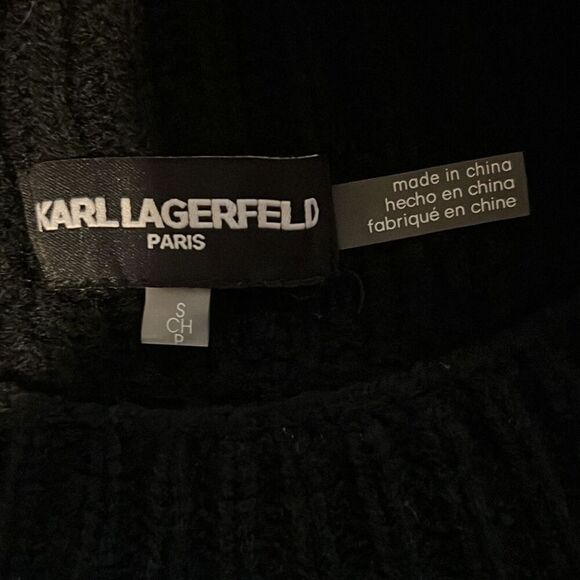 KARL LAGERFELD
PARIS
made in china
hecho en china
fabriqué en chine
S
CH
P